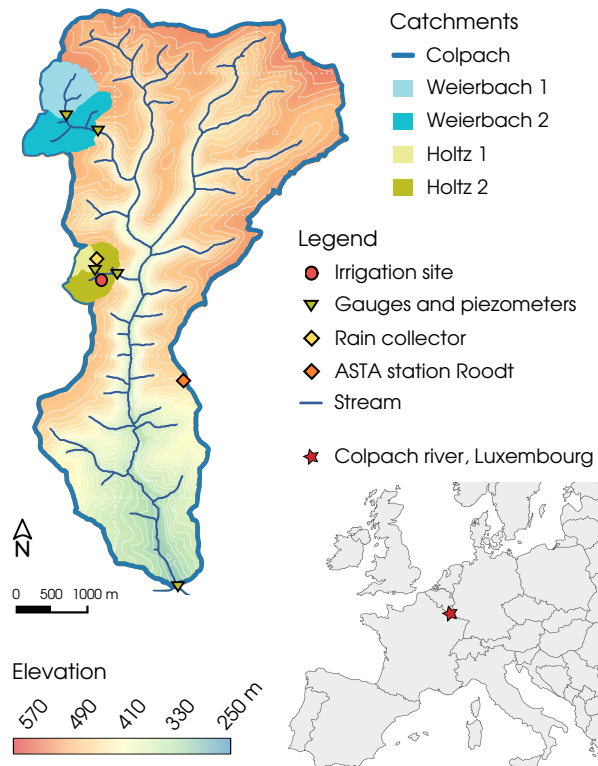 Catchments
Colpach
Weierbach 1
Weierbach 2
Holtz 1
Holtz 2
Legend
Irrigation site
Gauges and piezometers
Rain collector
ASTA station Roodt
Stream
Colpach river, Luxembourg
N
0 500 1000 m
Elevation
570 490 410 330 250 m